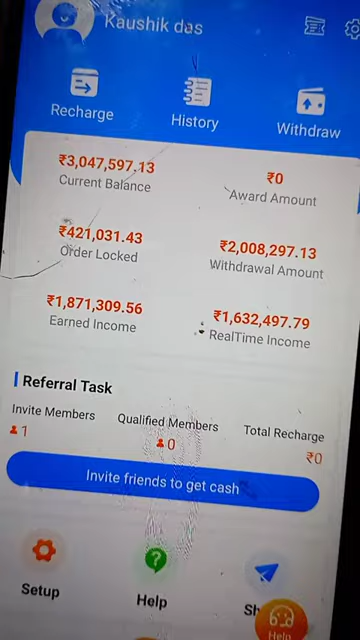 Kaushik das
Recharge
History
Withdraw
₹3,047,597.13
Current Balance
₹0
Award Amount
₹421,031.43
Order Locked
₹2,008,297.13
Withdrawal Amount
₹1,871,309.56
Earned Income
₹1,632,497.79
RealTime Income
Referral Task
Invite Members
Qualified Members
Total Recharge
1
0
₹0
Invite friends to get cash
Setup
Help
Help